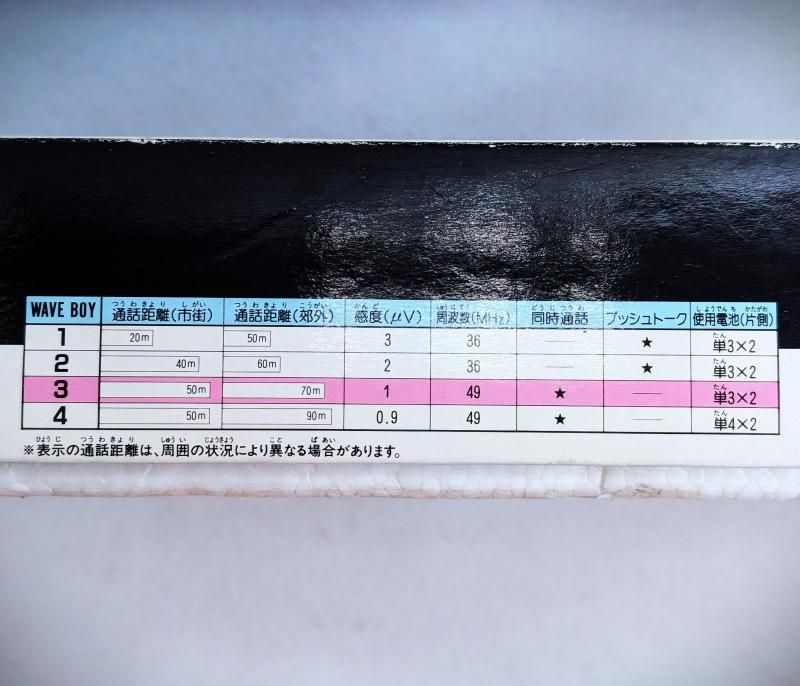 WAVE BOY 通話距離(市街) 通話距離(郊外) 感度(μV) 周波数(MHz) 同時通話 プッシュトーク 使用電池(片側)
1 20m 50m 3 36 ★ 単3×2
2 40m 60m 2 36 — ★ 単3×2
3 50m 70m 1 49 ★ — 単3×2
4 50m 90m 0.9 49 ★ — 単4×2
※表示の通話距離は、周囲の状況により異なる場合があります。